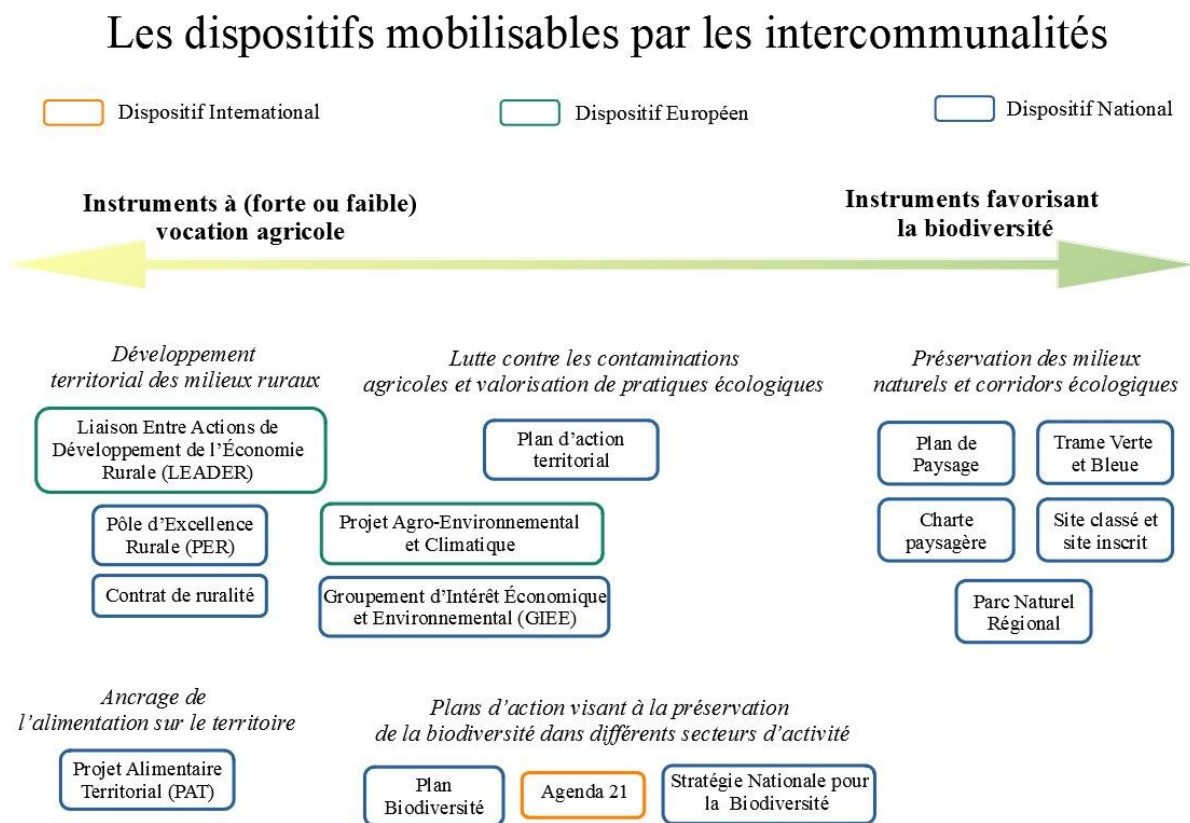 Les dispositifs mobilisables par les intercommunalités
Dispositif International
Dispositif Européen
Dispositif National
Instruments à (forte ou faible)
vocation agricole
Instruments favorisant
la biodiversité
Développement
territorial des milieux ruraux
Liaison Entre Actions de
Développement de l’Économie
Rurale (LEADER)
Pôle d’Excellence
Rurale (PER)
Contrat de ruralité
Lutte contre les contaminations
agricoles et valorisation de pratiques écologiques
Plan d’action
territorial
Projet Agro-Environnemental
et Climatique
Groupement d’Intérêt Économique
et Environnemental (GIEE)
Préservation des milieux
naturels et corridors écologiques
Plan de
Paysage
Trame Verte
et Bleue
Charte
paysagère
Site classé et
site inscrit
Parc Naturel
Régional
Ancrage de
l’alimentation sur le territoire
Projet Alimentaire
Territorial (PAT)
Plans d’action visant à la préservation
de la biodiversité dans différents secteurs d’activité
Plan
Biodiversité
Agenda 21
Stratégie Nationale pour
la Biodiversité